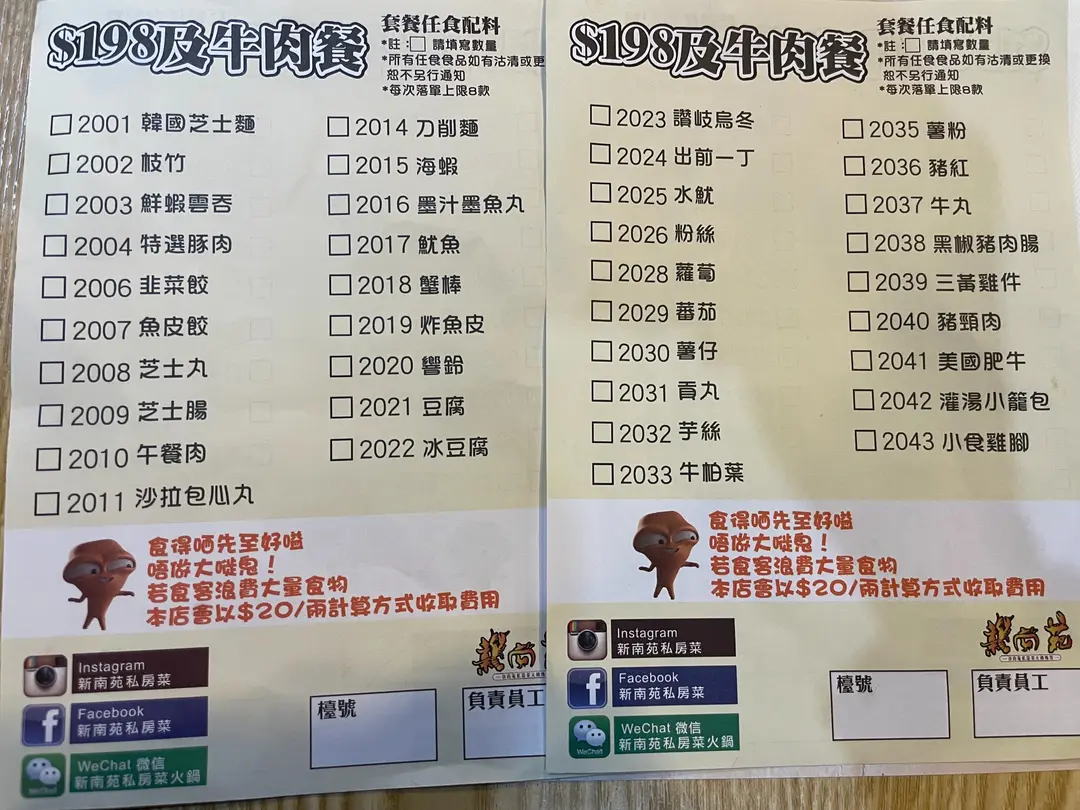 $198及牛肉餐
套餐任食配料
*註:□ 請填寫數量
*所有任食食品如有沽清或更
恕不另行通知
*每次落單上限8款
□2001 韓國芝士麵
□2002 枝竹
□2003 鮮蝦雲吞
□2004 特選豚肉
□2006 韭菜餃
□2007 魚皮餃
□2008 芝士丸
□2009 芝士腸
□2010 午餐肉
□2011 沙拉包心丸
□2014 刀削麵
□2015 海蝦
□2016 墨汁墨魚丸
□2017 魷魚
□2018 蟹棒
□2019 炸魚皮
□2020 響鈴
□2021 豆腐
□2022 冰豆腐
食得哂先至好嗌
唔做大嘥鬼！
若食客浪費大量食物
本店會以$20/兩計算方式收取費用
Instagram
新南苑私房菜
Facebook
新南苑私房菜
WeChat
WeChat 微信
新南苑私房菜火鍋
檯號
負責員工
$198及牛肉餐
套餐任食配料
*註:□ 請填寫數量
*所有任食食品如有沽清或更換
恕不另行通知
*每次落單上限8款
□2023 讚岐烏冬
□2024 出前一丁
□2025 水魷
□2026 粉絲
□2028 蘿蔔
□2029 蕃茄
□2030 薯仔
□2031 貢丸
□2032 芋絲
□2033 牛柏葉
□2035 薯粉
□2036 豬紅
□2037 牛丸
□2038 黑椒豬肉腸
□2039 三黃雞件
□2040 豬頸肉
□2041 美國肥牛
□2042 灌湯小籠包
□2043 小食雞腳
食得哂先至好嗌
唔做大嘥鬼！
若食客浪費大量食物
本店會以$20/兩計算方式收取費用
Instagram
新南苑私房菜
Facebook
新南苑私房菜
WeChat
WeChat 微信
新南苑私房菜火鍋
新南苑
檯號
負責員工